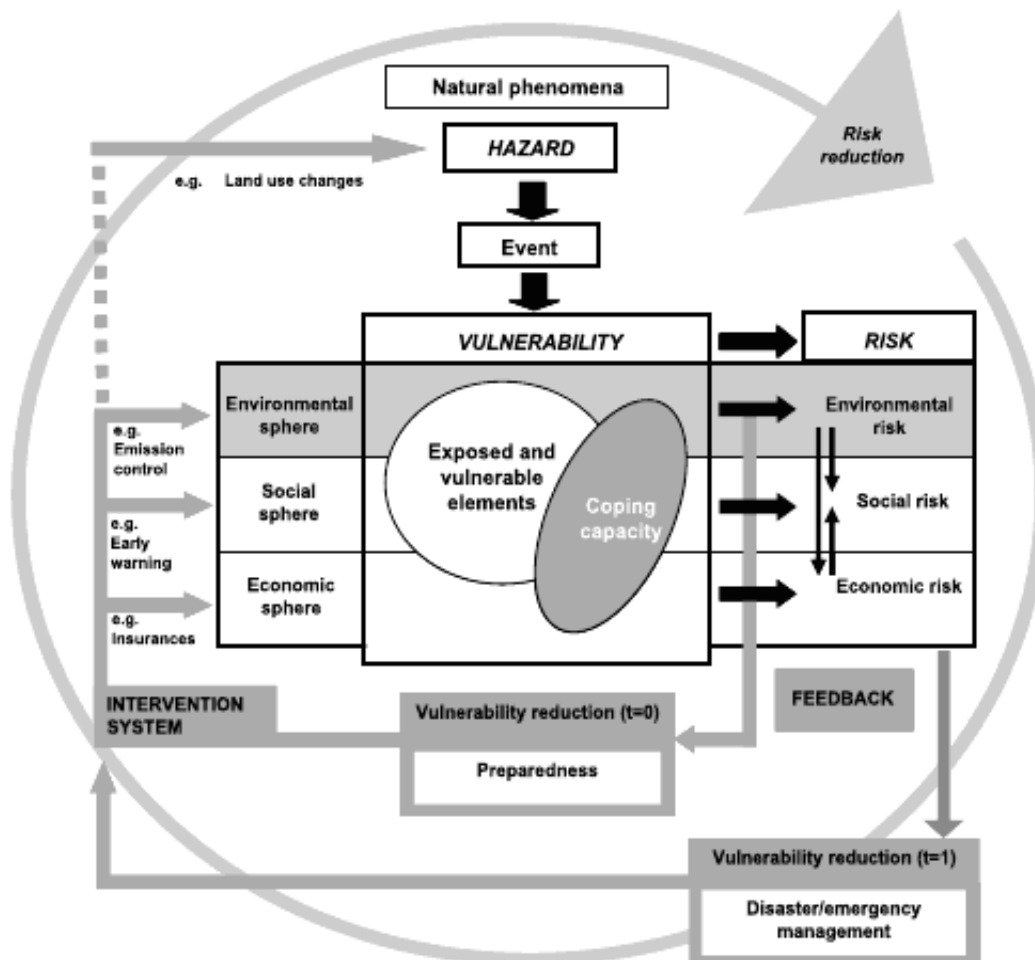 Natural phenomena
Risk
reduction
HAZARD
e.g. Land use changes
Event
VULNERABILITY
RISK
Environmental
sphere
Environmental
risk
e.g.
Emission
control
Exposed and
vulnerable
elements
Social
sphere
Coping
capacity
Social risk
e.g.
Early
warning
Economic
sphere
Economic risk
e.g.
Insurances
INTERVENTION
SYSTEM
Vulnerability reduction (t=0)
FEEDBACK
Preparedness
Vulnerability reduction (t=1)
Disaster/emergency
management